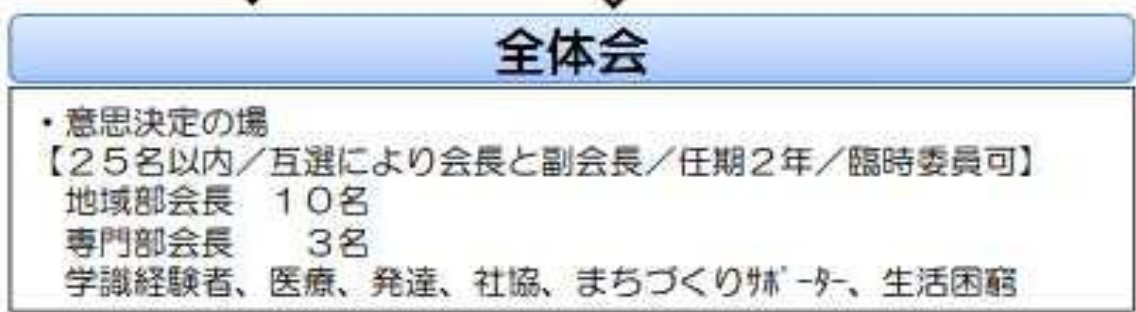 全体会
・意思決定の場
【２５名以内／互選により会長と副会長／任期２年／臨時委員可】
地域部会長　１０名
専門部会長　　３名
学識経験者、医療、発達、社協、まちづくりｻﾎﾟｰﾀｰ、生活困窮